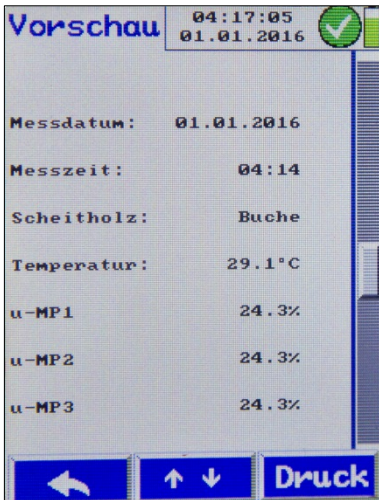 Vorschau
04:17:05
01.01.2016
Messdatum: 01.01.2016
Messzeit: 04:14
Scheitholz: Buche
Temperatur: 29.1°C
u-MP1 24.3%
u-MP2 24.3%
u-MP3 24.3%
Druck